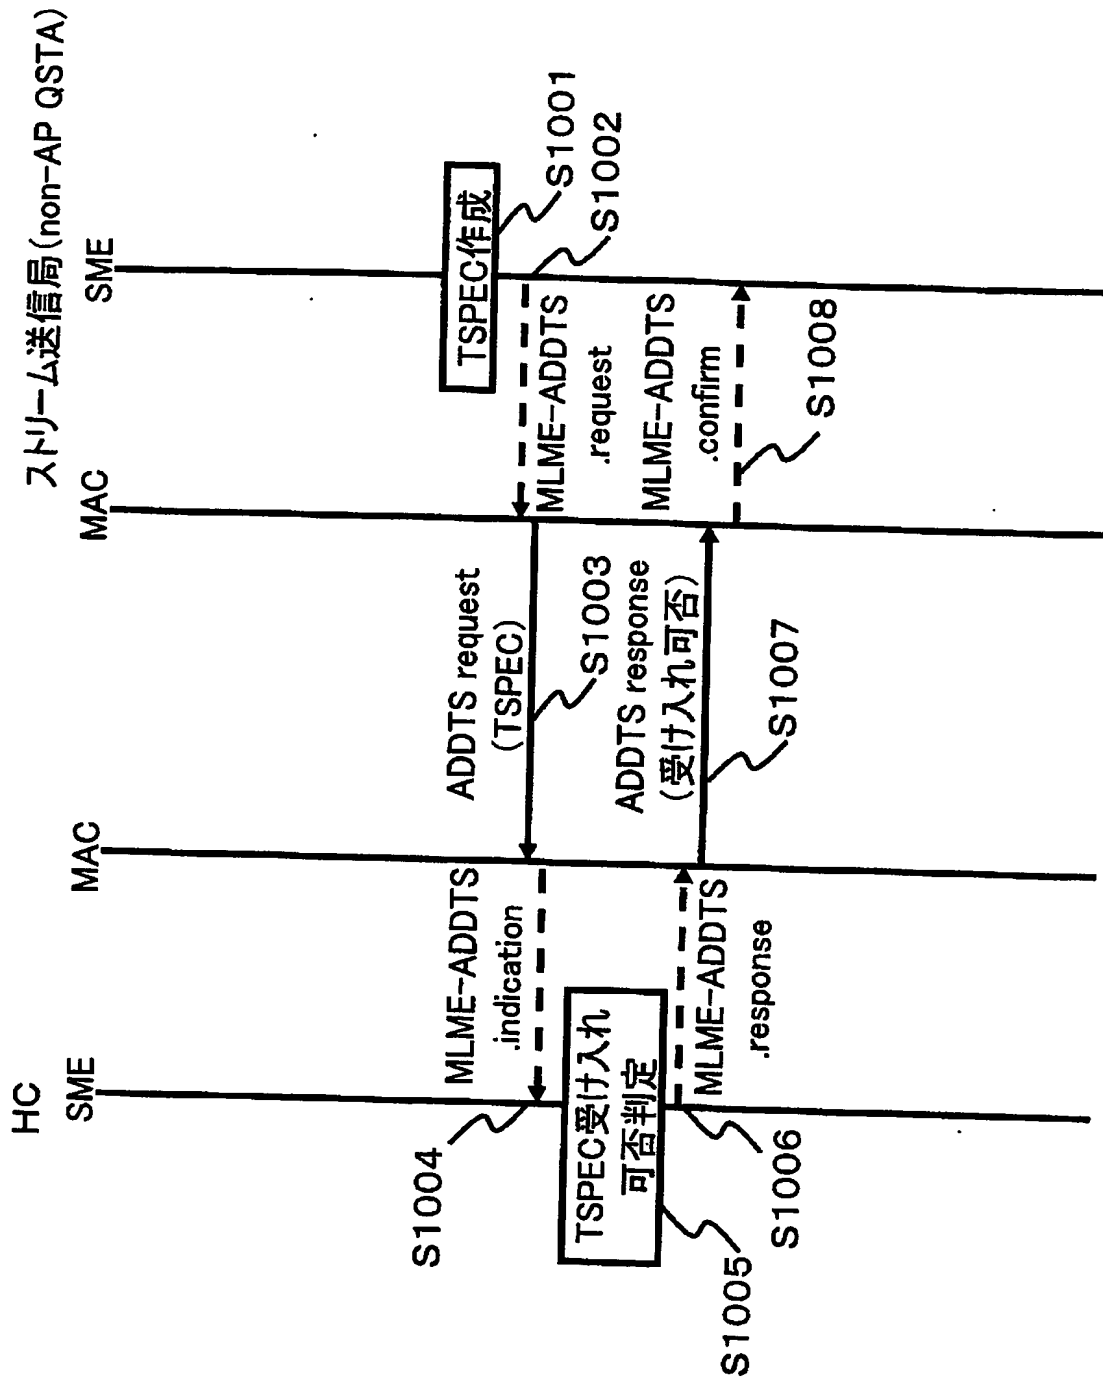 HC
ストリーム送信局(non-AP QSTA)
SME
MAC
MAC
SME
TSPEC作成
S1001
S1002
MLME-ADDTS
.request
ADDTS request
(TSPEC)
S1003
MLME-ADDTS
.indication
S1004
TSPEC受け入れ
可否判定
S1005
S1006
MLME-ADDTS
.response
ADDTS response
(受け入れ可否)
S1007
MLME-ADDTS
.confirm
S1008